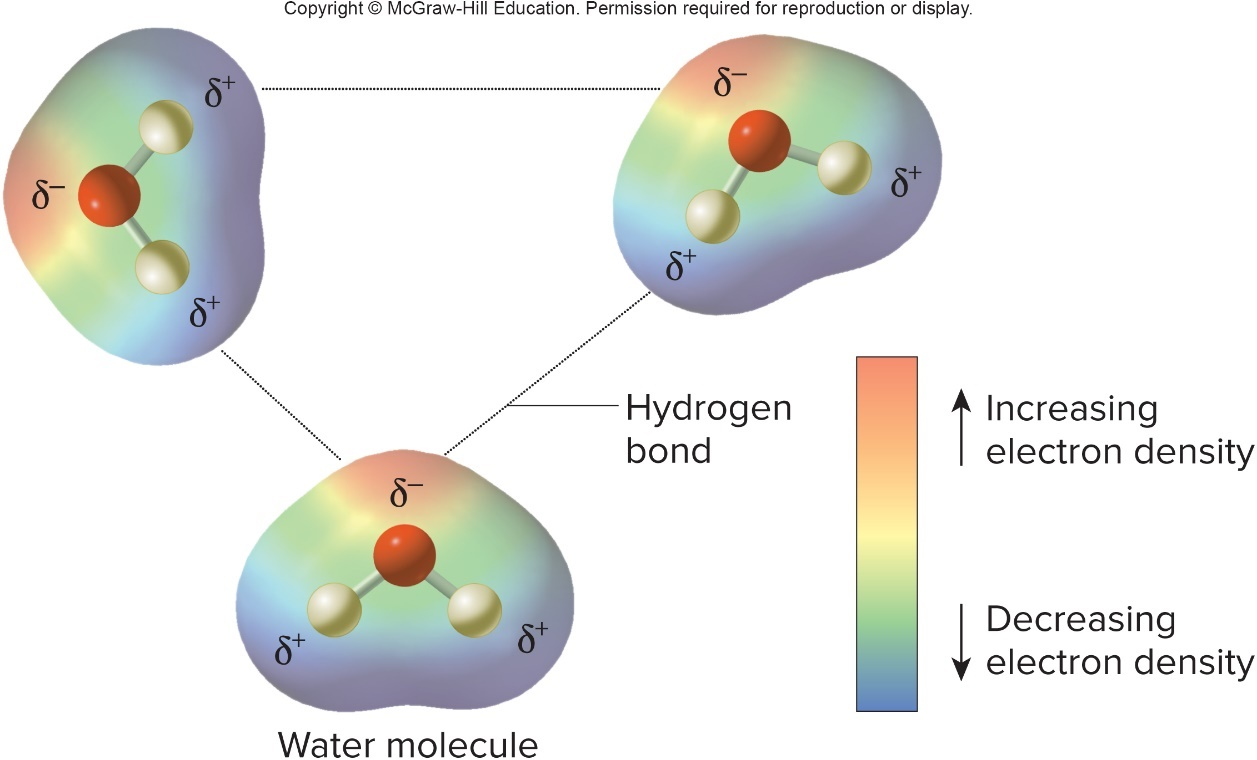 Copyright © McGraw-Hill Education. Permission required for reproduction or display.
δ⁺
δ⁻
δ⁺
δ⁻
δ⁺
δ⁺
Hydrogen
bond
δ⁻
δ⁺
δ⁺
Water molecule
Increasing
electron density
Decreasing
electron density